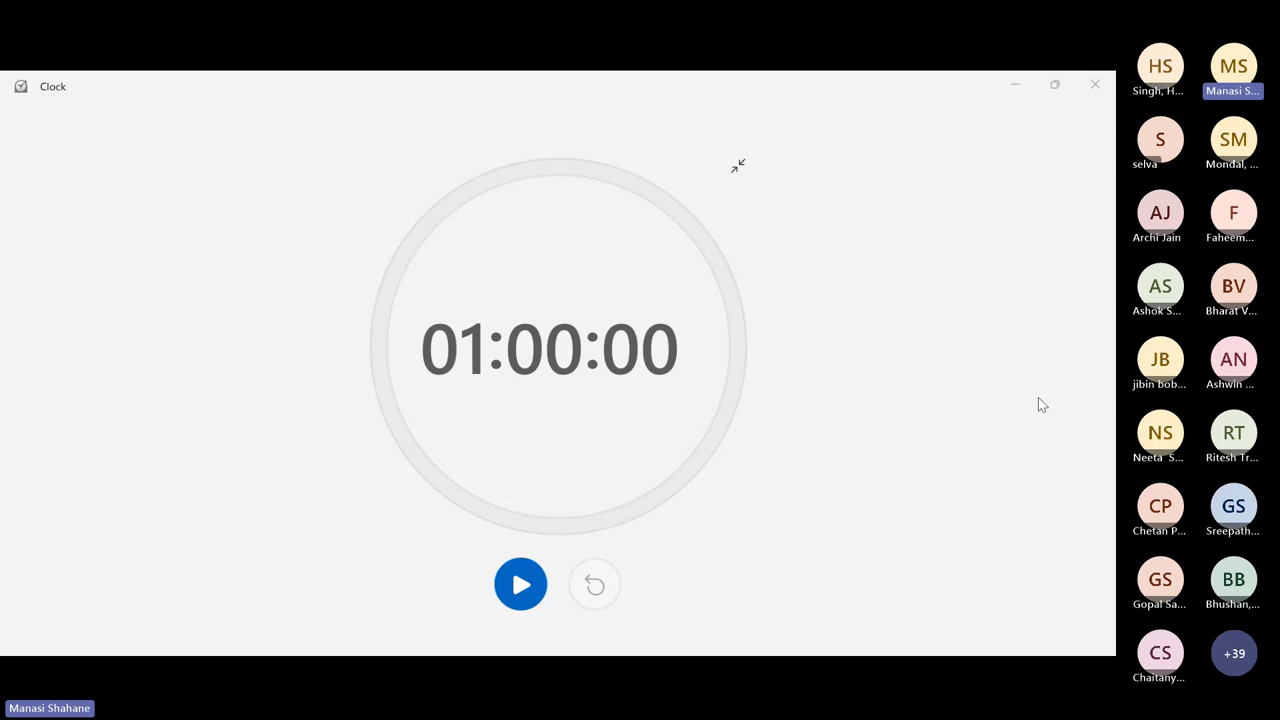 Clock
01:00:00
HS
Singh, H...
MS
Manasi S...
S
selva
SM
Mondal, ...
AJ
Archi Jain
F
Faheem...
AS
Ashok S...
BV
Bharat V...
JB
jibin bob...
AN
Ashwin ...
NS
Neeta S...
RT
Ritesh Tr...
CP
Chetan P...
GS
Sreepath...
GS
Gopal Sa...
BB
Bhushan,...
CS
Chaitany...
+39
Manasi Shahane